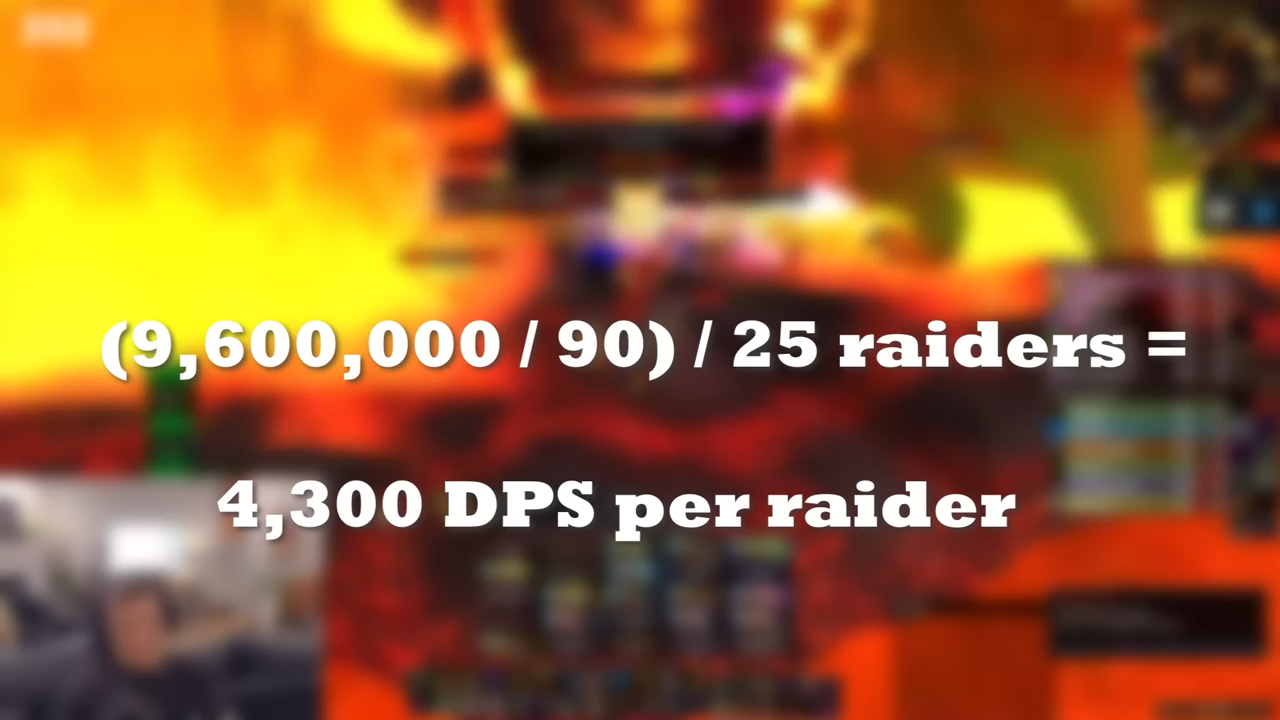 (9,600,000 / 90) / 25 raiders =
4,300 DPS per raider